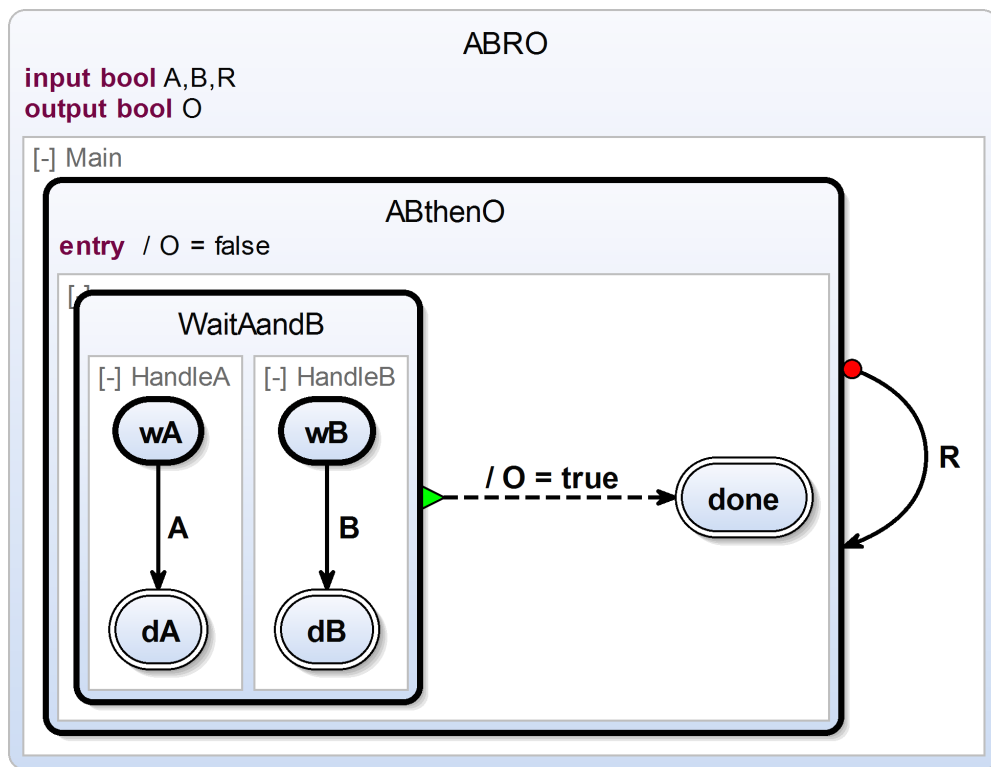 ABRO
input bool A,B,R
output bool O
[-] Main
ABthenO
entry / O = false
[-]
WaitAandB
[-] HandleA
[-] HandleB
wA
wB
A
B
dA
dB
/ O = true
done
R